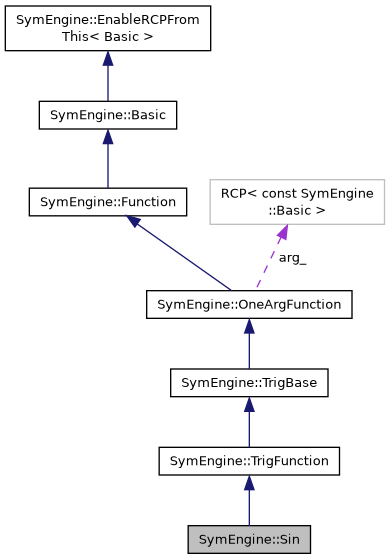 SymEngine::EnableRCPFrom
This< Basic >
SymEngine::Basic
SymEngine::Function
RCP< const SymEngine
::Basic >
arg_
SymEngine::OneArgFunction
SymEngine::TrigBase
SymEngine::TrigFunction
SymEngine::Sin